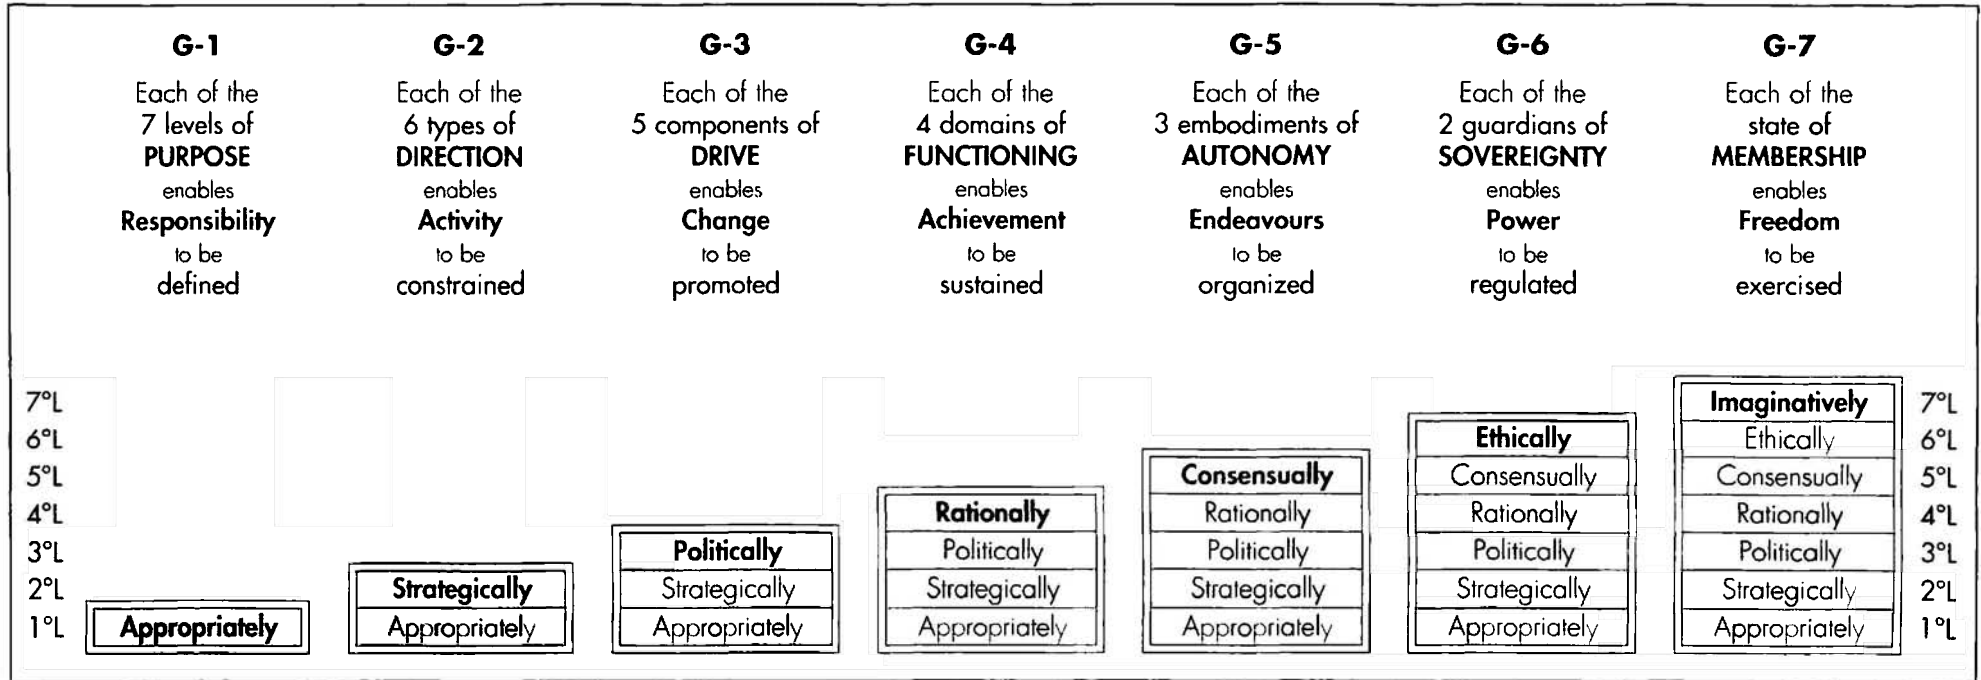 G-1
Each of the
7 levels of
PURPOSE
enables
Responsibility
to be
defined
G-2
Each of the
6 types of
DIRECTION
enables
Activity
to be
constrained
G-3
Each of the
5 components of
DRIVE
enables
Change
to be
promoted
G-4
Each of the
4 domains of
FUNCTIONING
enables
Achievement
to be
sustained
G-5
Each of the
3 embodiments of
AUTONOMY
enables
Endeavours
to be
organized
G-6
Each of the
2 guardians of
SOVEREIGNTY
enables
Power
to be
regulated
G-7
Each of the
state of
MEMBERSHIP
enables
Freedom
to be
exercised
7°L
6°L
5°L
4°L
3°L
2°L
1°L
Appropriately
Strategically
Appropriately
Politically
Strategically
Appropriately
Rationally
Politically
Strategically
Appropriately
Consensually
Rationally
Politically
Strategically
Appropriately
Ethically
Consensually
Rationally
Politically
Strategically
Appropriately
Imaginatively
Ethically
Consensually
Rationally
Politically
Strategically
Appropriately
7°L
6°L
5°L
4°L
3°L
2°L
1°L